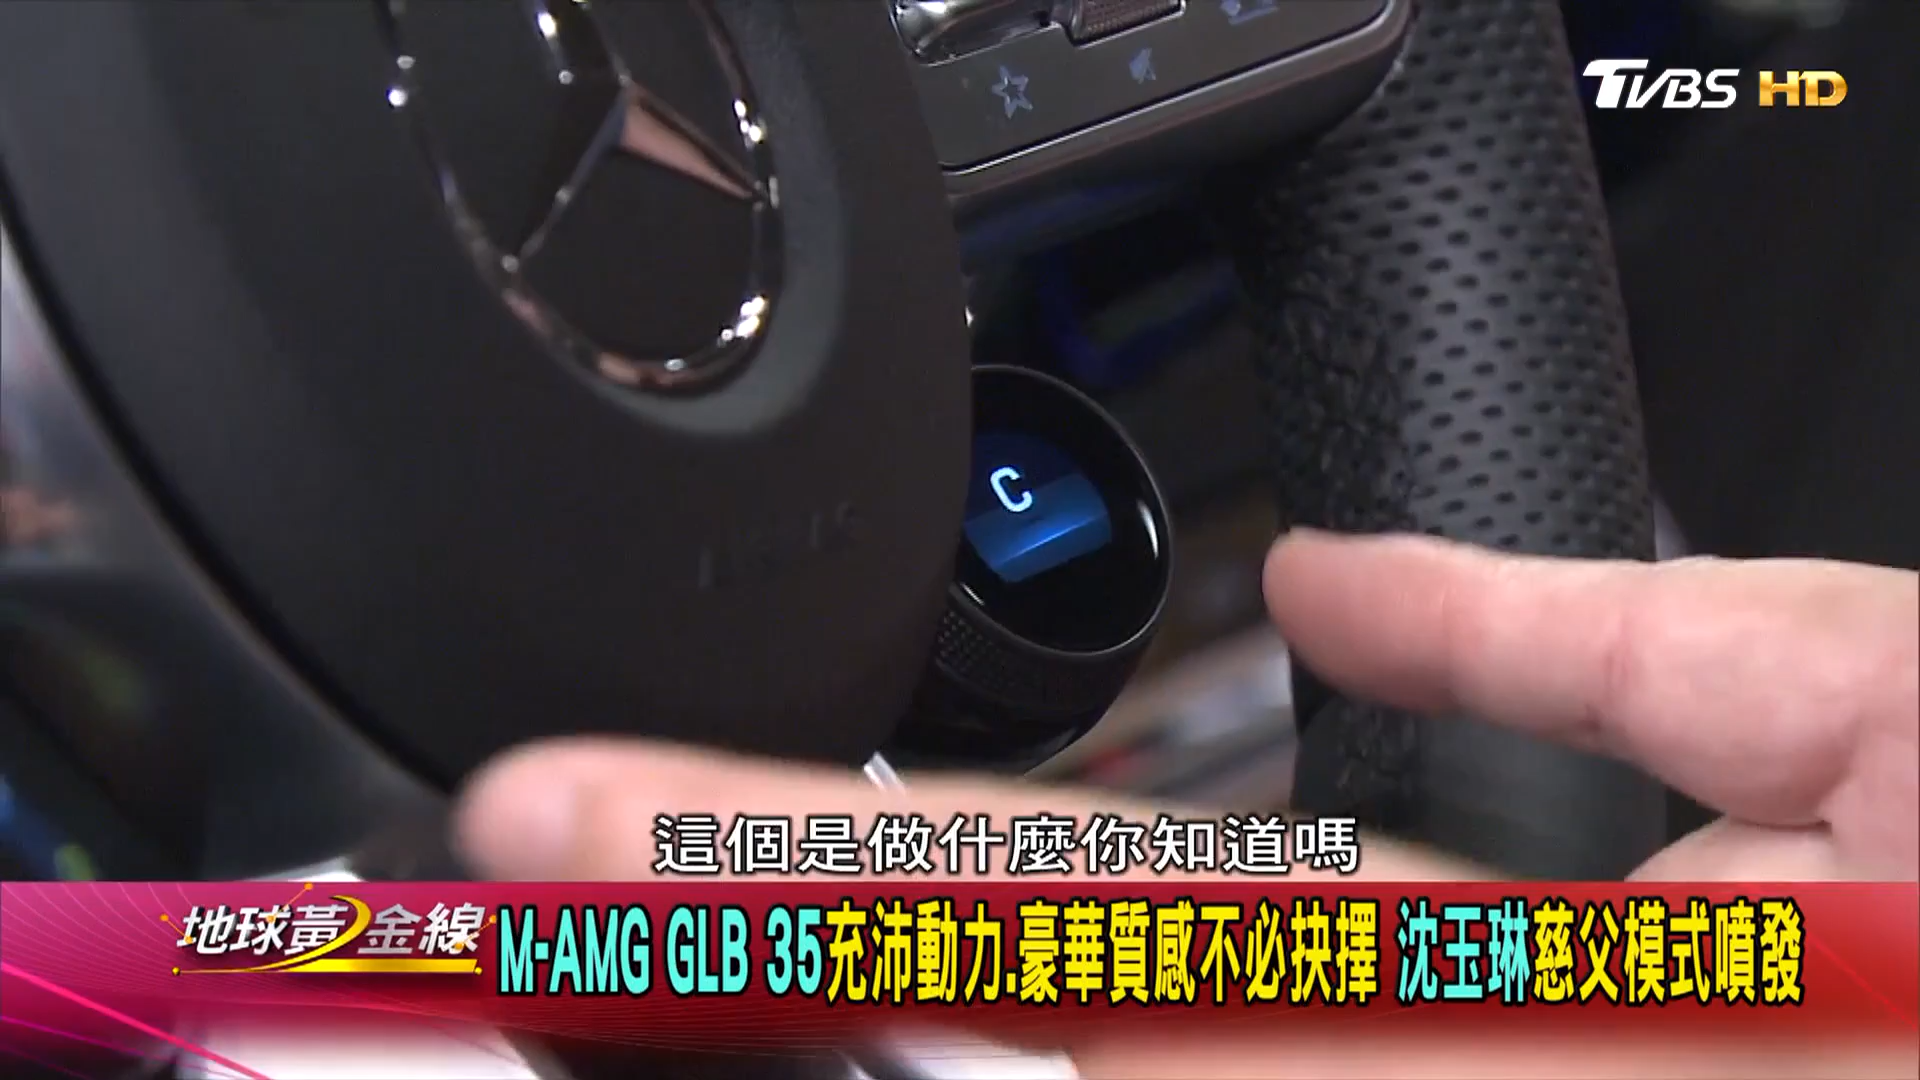 TVBS HD
C
這個是做什麼你知道嗎
地球黃金線
M-AMG GLB 35充沛動力.豪華質感不必抉擇 沈玉琳慈父模式噴發